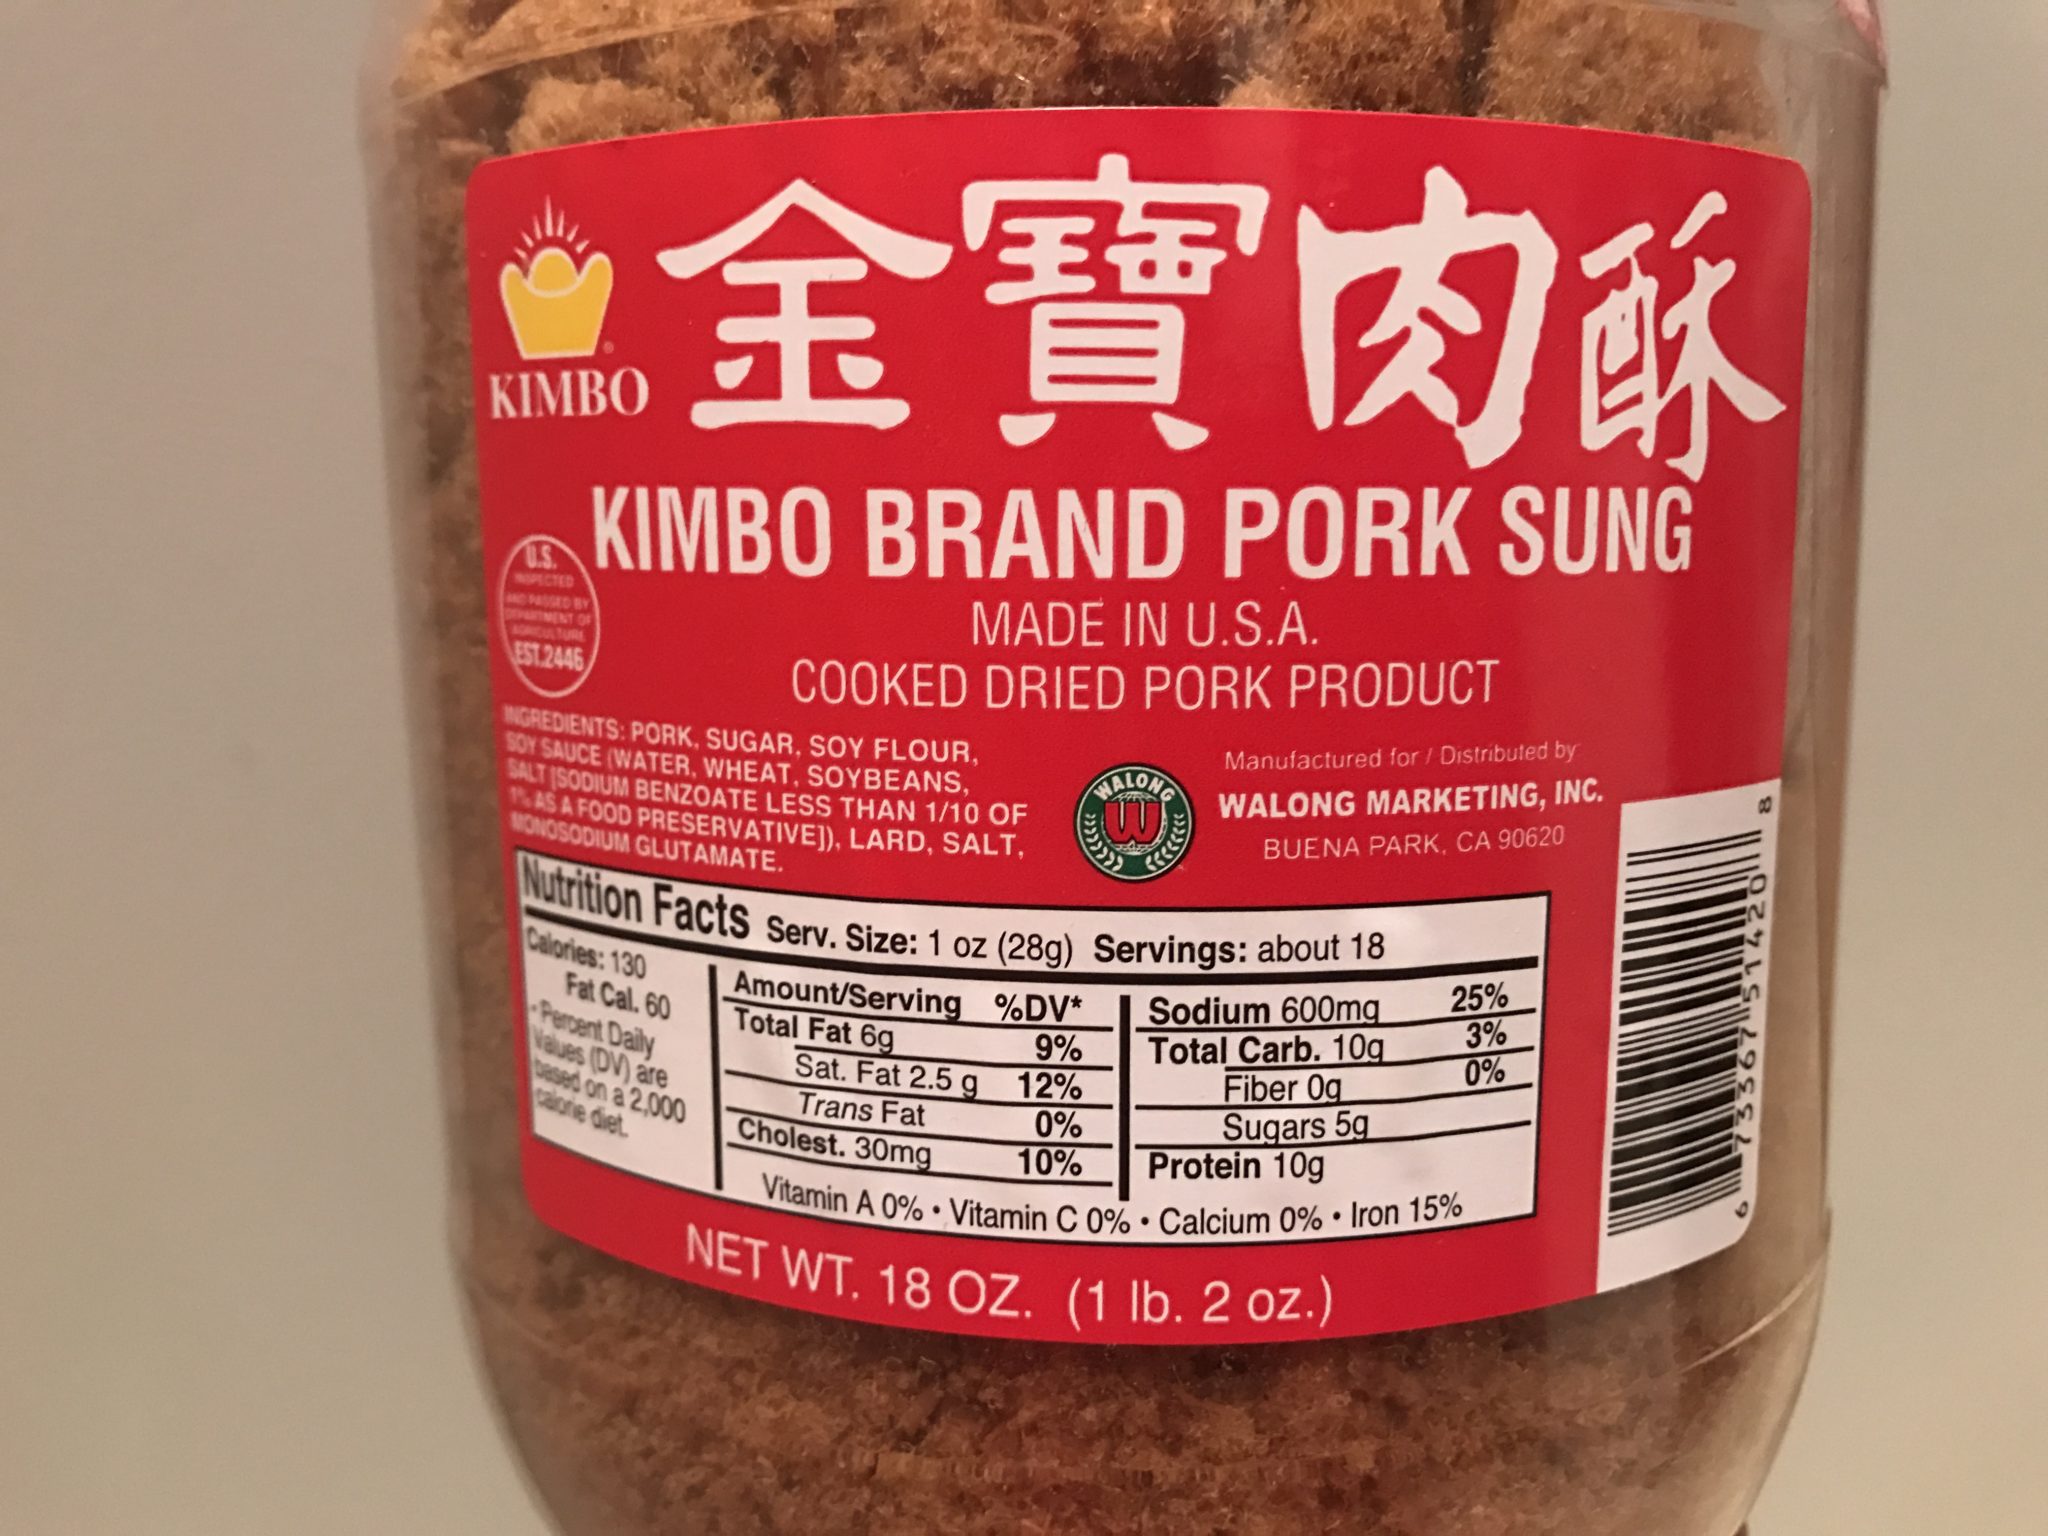 金寶肉酥
KIMBO
KIMBO BRAND PORK SUNG
MADE IN U.S.A.
COOKED DRIED PORK PRODUCT
U.S.
INSPECTED
AND PASSED BY
DEPARTMENT OF
AGRICULTURE
EST.2446
INGREDIENTS: PORK, SUGAR, SOY FLOUR,
SOY SAUCE (WATER, WHEAT, SOYBEANS,
SALT [SODIUM BENZOATE LESS THAN 1/10 OF
1% AS A FOOD PRESERVATIVE]), LARD, SALT,
MONOSODIUM GLUTAMATE.
WALONG
W
Manufactured for / Distributed by
WALONG MARKETING, INC.
BUENA PARK, CA 90620
Nutrition Facts Serv. Size: 1 oz (28g) Servings: about 18
Calories: 130
Fat Cal. 60
* Percent Daily
Values (DV) are
based on a 2,000
calorie diet.
Amount/Serving %DV*
Total Fat 6g 9%
Sat. Fat 2.5 g 12%
Trans Fat 0%
Cholest. 30mg 10%
Sodium 600mg 25%
Total Carb. 10g 3%
Fiber 0g 0%
Sugars 5g
Protein 10g
Vitamin A 0% • Vitamin C 0% • Calcium 0% • Iron 15%
NET WT. 18 OZ. (1 lb. 2 oz.)
6 73367 51420 8